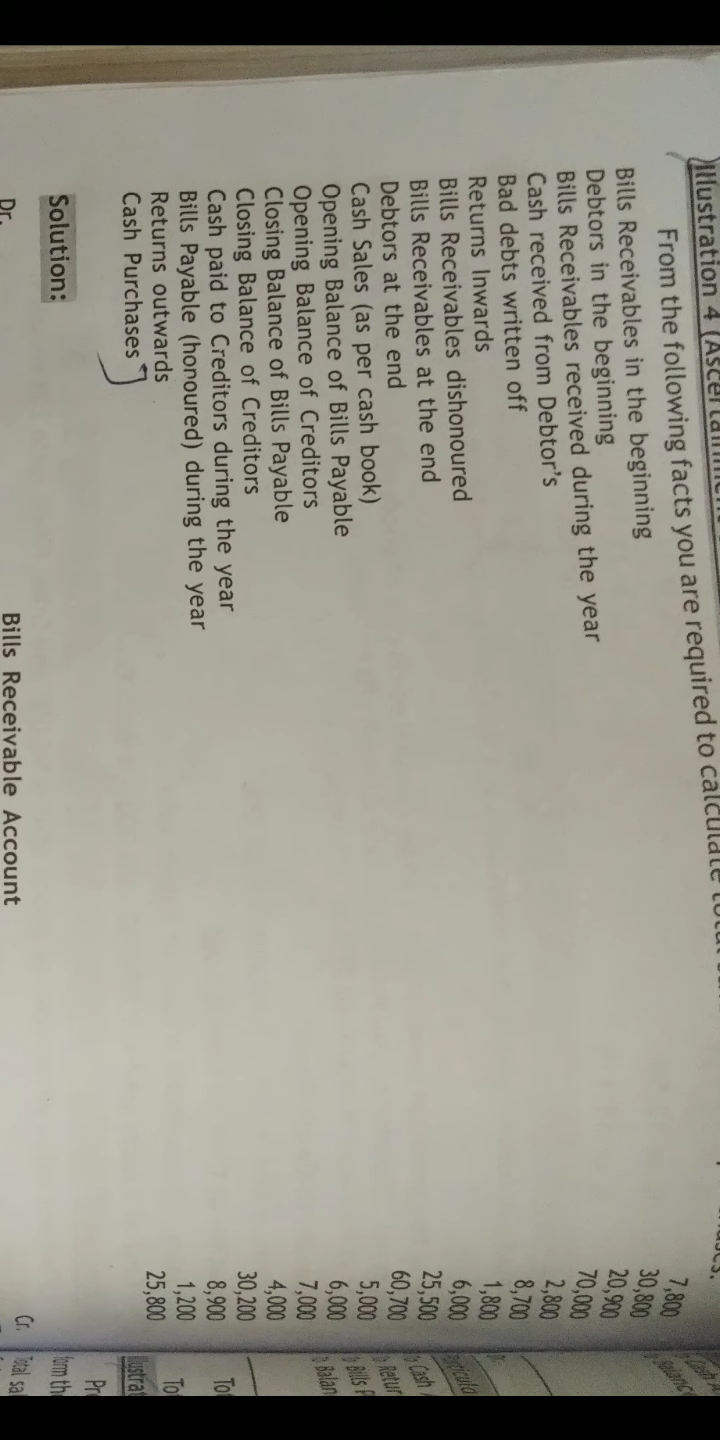 Illustration 4
From the following facts you are required to calculate
Bills Receivables in the beginning 7,800
Debtors in the beginning 30,800
Bills Receivables received during the year 20,900
Cash received from Debtor's 70,000
Bad debts written off 2,800
Returns Inwards 8,700
Bills Receivables dishonoured 1,800
Bills Receivables at the end 6,000
Debtors at the end 25,500
Cash Sales (as per cash book) 60,700
Opening Balance of Bills Payable 5,000
Opening Balance of Creditors 6,000
Closing Balance of Bills Payable 7,000
Closing Balance of Creditors 4,000
Cash paid to Creditors during the year 30,200
Bills Payable (honoured) during the year 8,900
Returns outwards 1,200
Cash Purchases 25,800
Solution:
Bills Receivable Account
Dr. Cr.